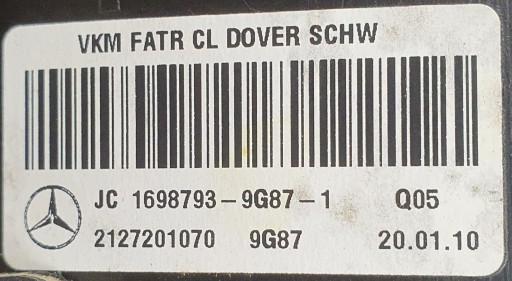 VKM FATR CL DOVER SCHW
JC 1698793-9G87-1 Q05
2127201070 9G87 20.01.10